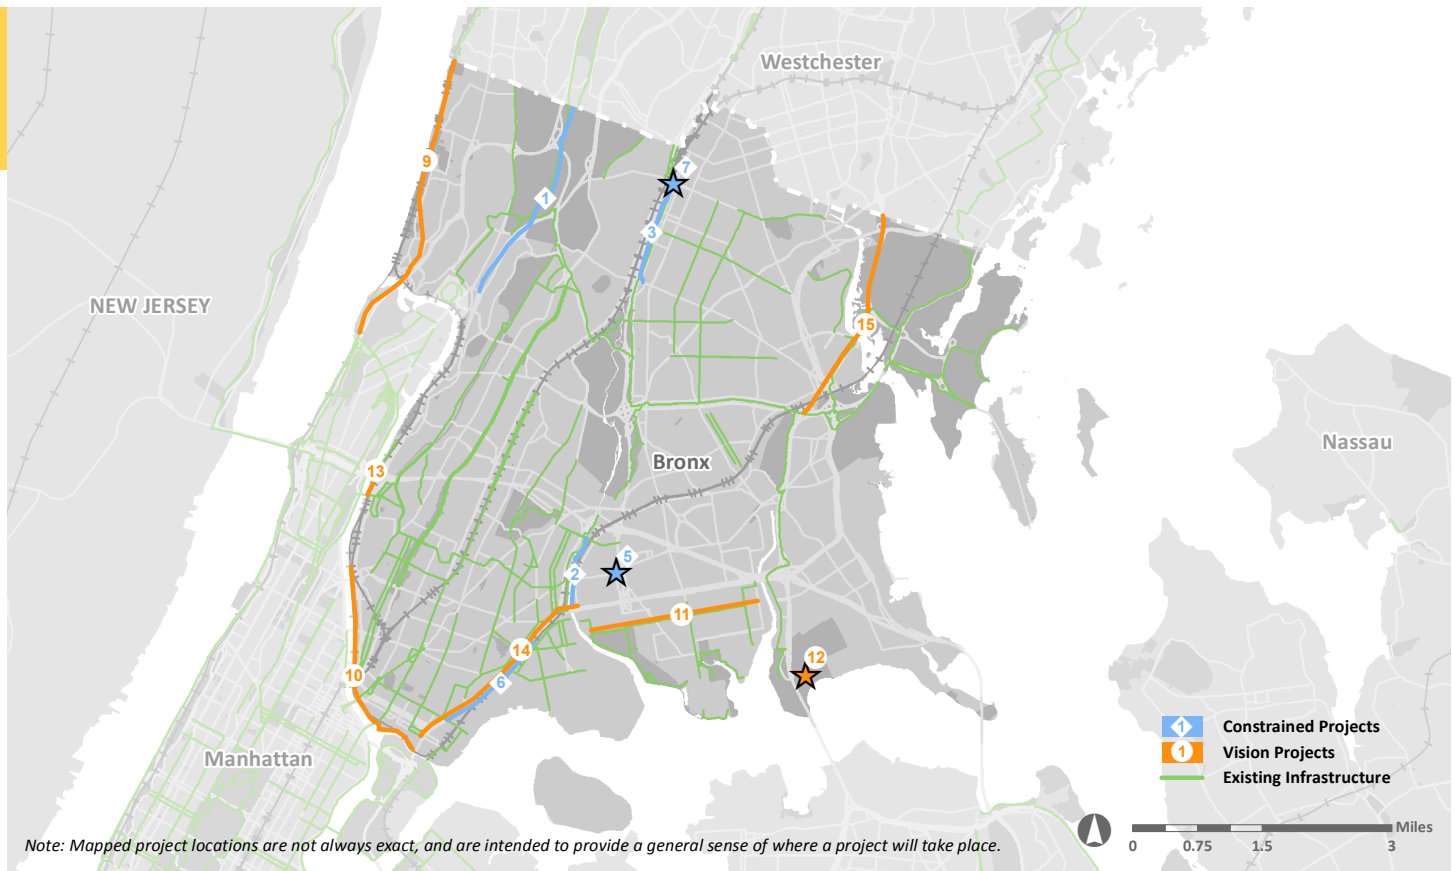 Westchester
9
7
1
3
NEW JERSEY
15
Nassau
Bronx
13
5
2
11
14
12
10
6
1
Constrained Projects
1
Vision Projects
Manhattan
Existing Infrastructure
Miles
0
0.75
1.5
3
Note: Mapped project locations are not always exact, and are intended to provide a general sense of where a project will take place.